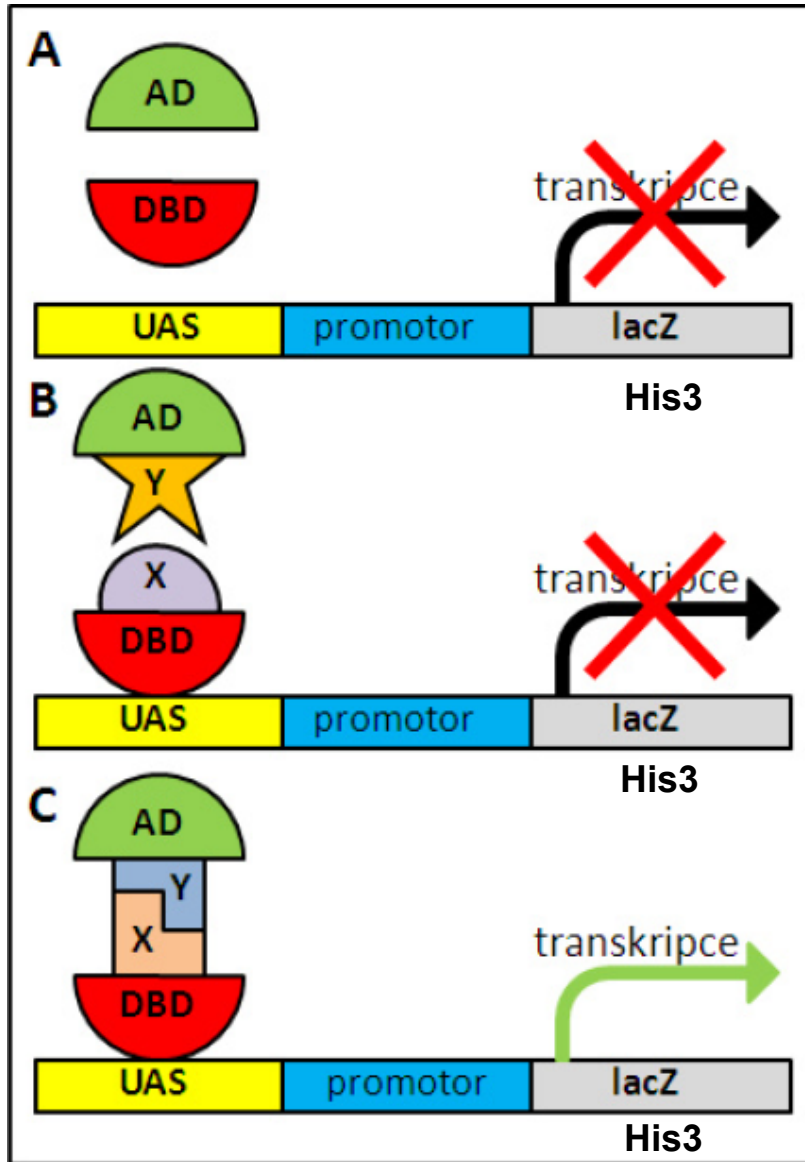 A
AD
DBD
transkripce
UAS promotor lacZ
His3
B
AD
Y
X
DBD
transkripce
UAS promotor lacZ
His3
C
AD
Y
X
DBD
transkripce
UAS promotor lacZ
His3